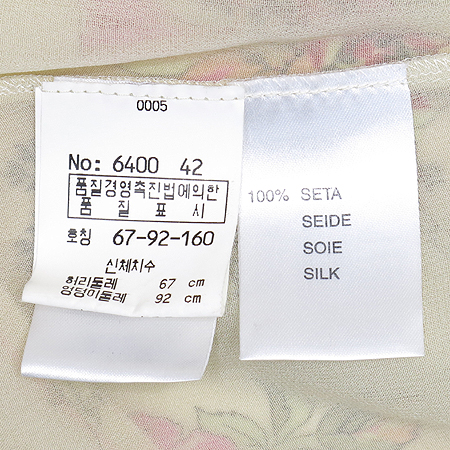 0005
No: 6400 42
품질경영촉진법에의한
품 질 표 시
호칭 67-92-160
신체치수
허리둘레 67 cm
엉덩이둘레 92 cm
100% SETA
SEIDE
SOIE
SILK